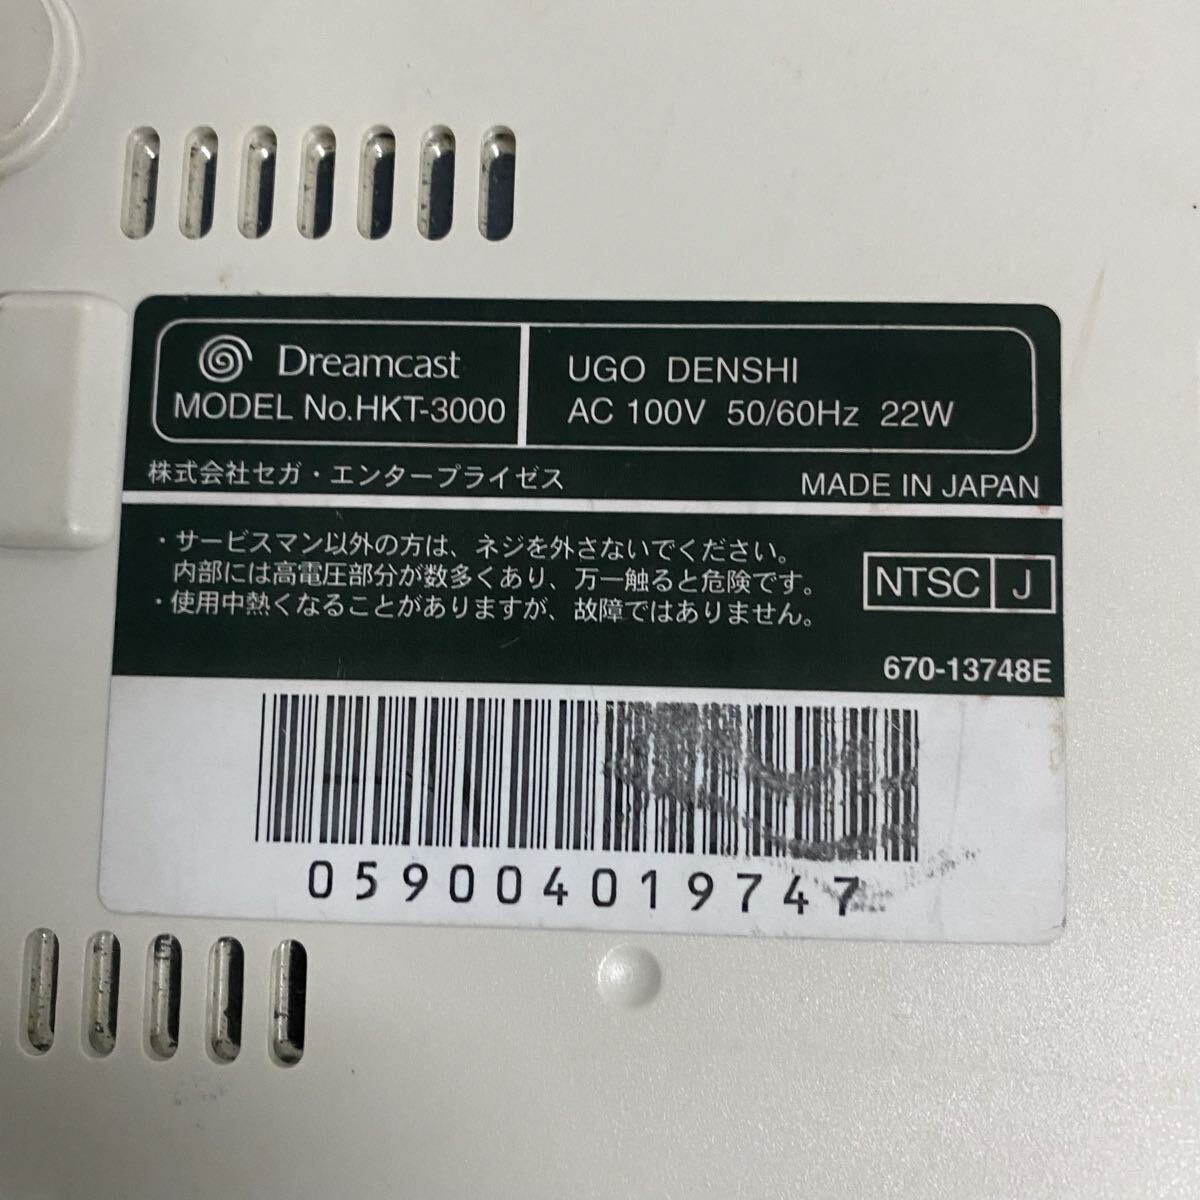 Dreamcast
MODEL No.HKT-3000
UGO DENSHI
AC 100V 50/60Hz 22W
株式会社セガ・エンタープライゼス
MADE IN JAPAN
・サービスマン以外の方は、ネジを外さないでください。
内部には高電圧部分が数多くあり、万一触ると危険です。
・使用中熱くなることがありますが、故障ではありません。
NTSC J
670-13748E
059004019747